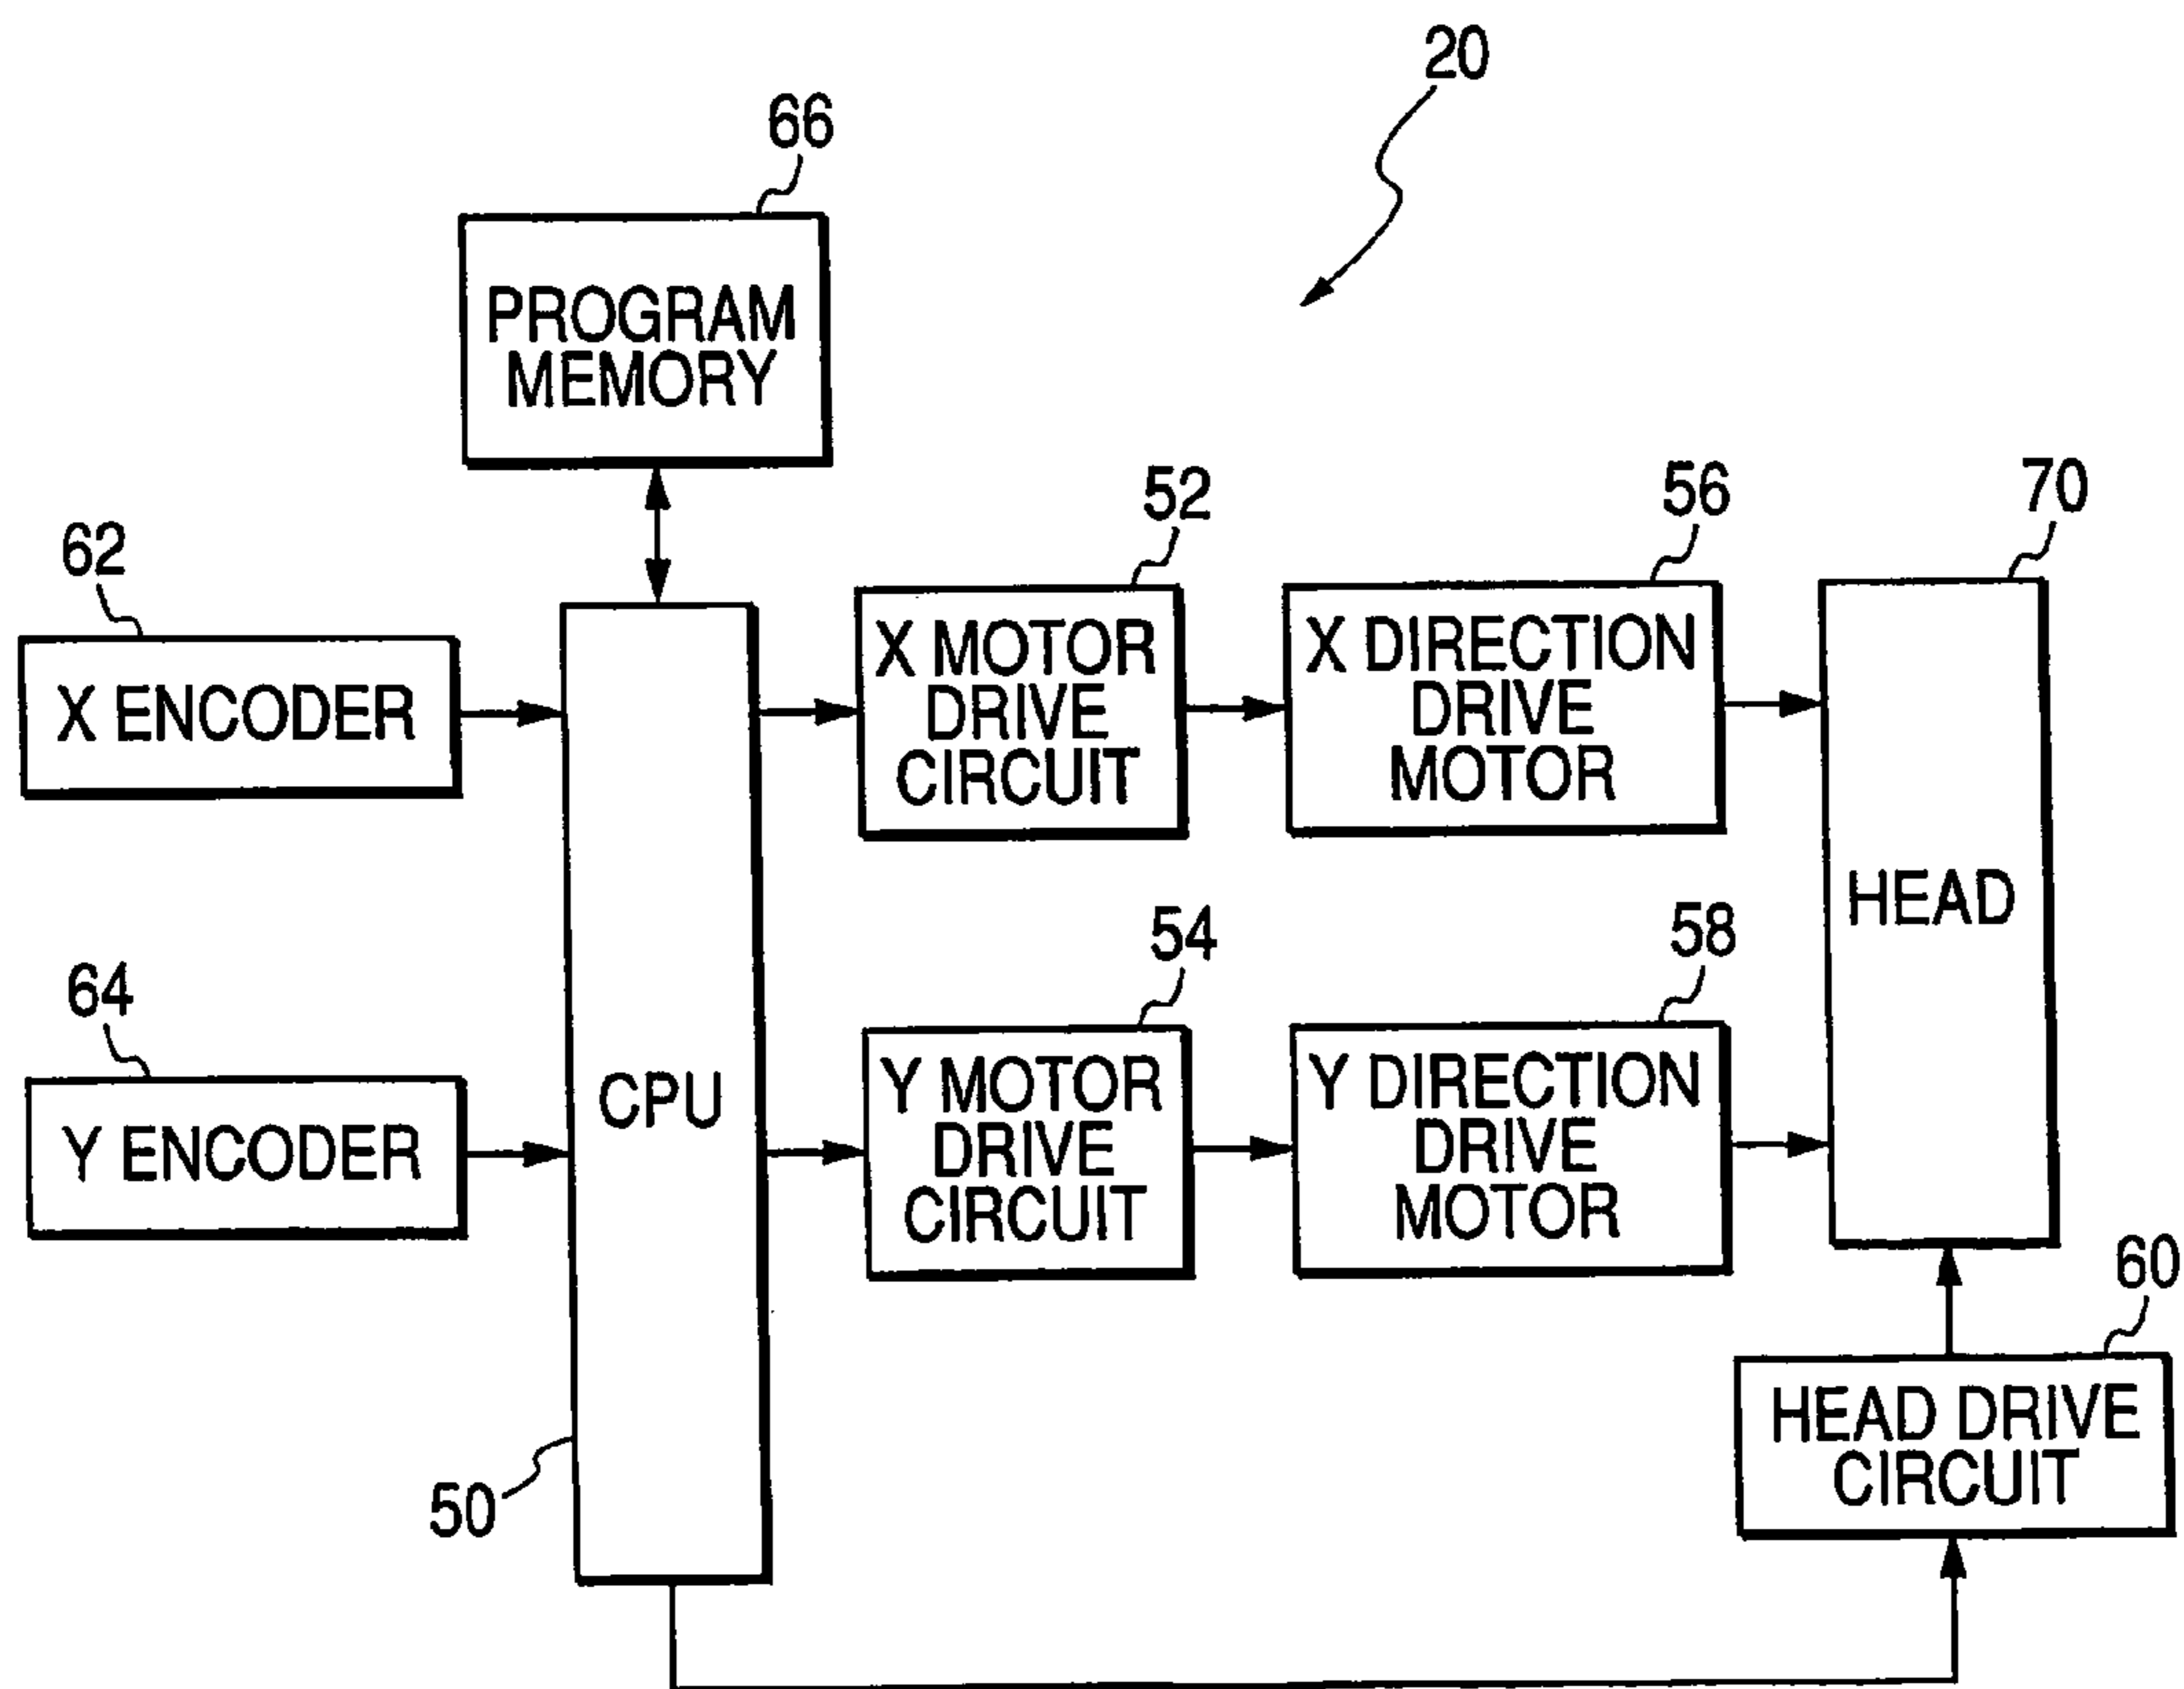 20
66
PROGRAM
MEMORY
62
52
56
70
X ENCODER
X MOTOR
DRIVE
CIRCUIT
X DIRECTION
DRIVE
MOTOR
HEAD
64
54
58
Y ENCODER
CPU
Y MOTOR
DRIVE
CIRCUIT
Y DIRECTION
DRIVE
MOTOR
60
HEAD DRIVE
CIRCUIT
50